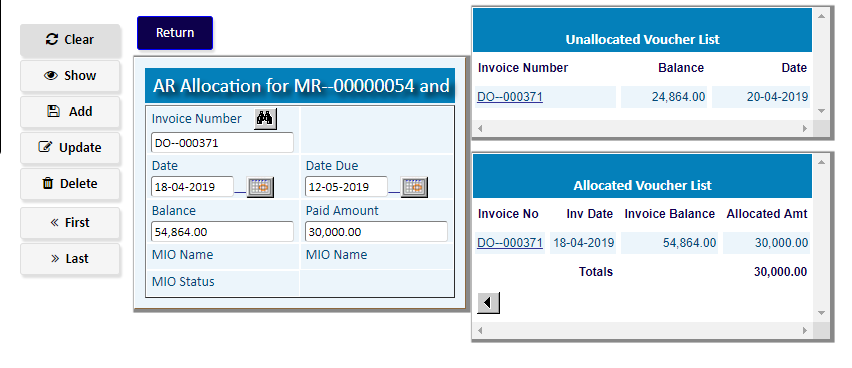 Clear
Show
Add
Update
Delete
First
Last
Return
AR Allocation for MR--00000054 and
Invoice Number
DO--000371
Date Date Due
18-04-2019 12-05-2019
Balance Paid Amount
54,864.00 30,000.00
MIO Name MIO Name
MIO Status
Unallocated Voucher List
Invoice Number Balance Date
DO--000371 24,864.00 20-04-2019
Allocated Voucher List
Invoice No Inv Date Invoice Balance Allocated Amt
DO--000371 18-04-2019 54,864.00 30,000.00
Totals 30,000.00